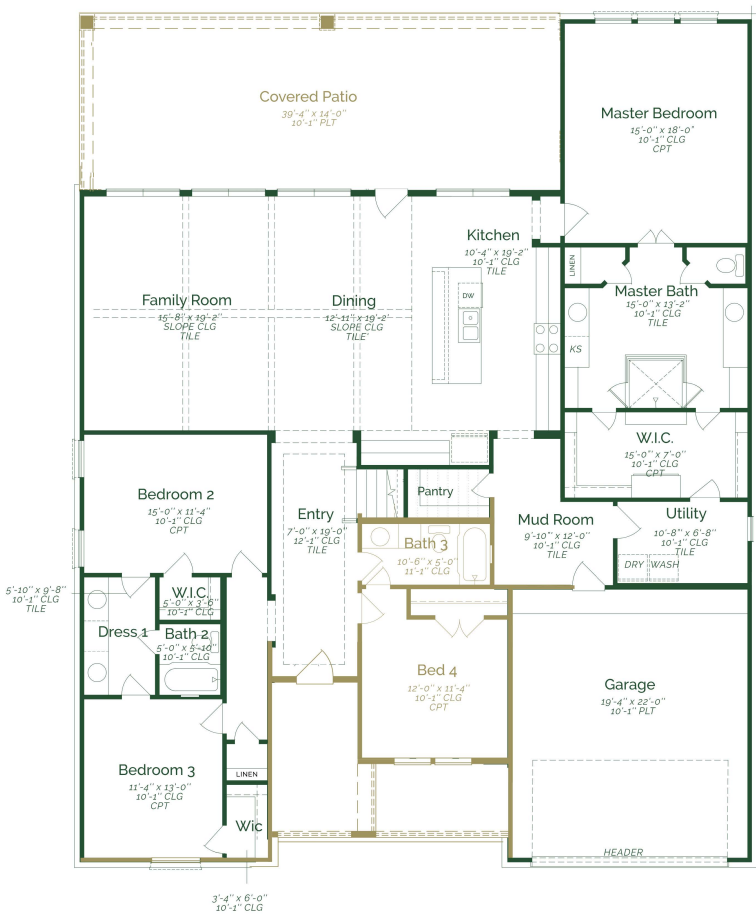 Covered Patio
39'-4" x 14'-0"
10'-1" PLT
Master Bedroom
15'-0" x 18'-0"
10'-1" CLG
CPT
Kitchen
10'-4" x 19'-2"
10'-1" CLG
TILE
LINEN
Master Bath
15'-0" x 13'-2"
10'-1" CLG
TILE
DW
KS
Family Room
15'-8" x 19'-2"
SLOPE CLG
TILE
Dining
12'-11" x 19'-2'
SLOPE CLG
TILE
W.I.C.
15'-0" x 7'-0"
10'-1" CLG
CPT
Bedroom 2
15'-0" x 11'-4"
10'-1" CLG
CPT
Entry
7'-0" x 19'-0"
12'-1" CLG
TILE
Pantry
Mud Room
9'-10" x 12'-0"
10'-1" CLG
TILE
Utility
10'-8" x 6'-8"
10'-1" CLG
TILE
DRY
WASH
Bath 3
10'-6" x 5'-0"
11'-1" CLG
5'-10" x 9'-8"
10'-1" CLG
TILE
W.I.C.
5'-0" x 3'-6"
10'-1" CLG
Dress 1
Bath 2
5'-0" x 5'-10"
10'-1" CLG
Bed 4
12'-0" x 11'-4"
10'-1" CLG
CPT
Garage
19'-4" x 22'-0"
10'-1" PLT
Bedroom 3
11'-4" x 13'-0"
10'-1" CLG
CPT
LINEN
Wic
HEADER
3'-4" x 6'-0"
10'-1" CLG